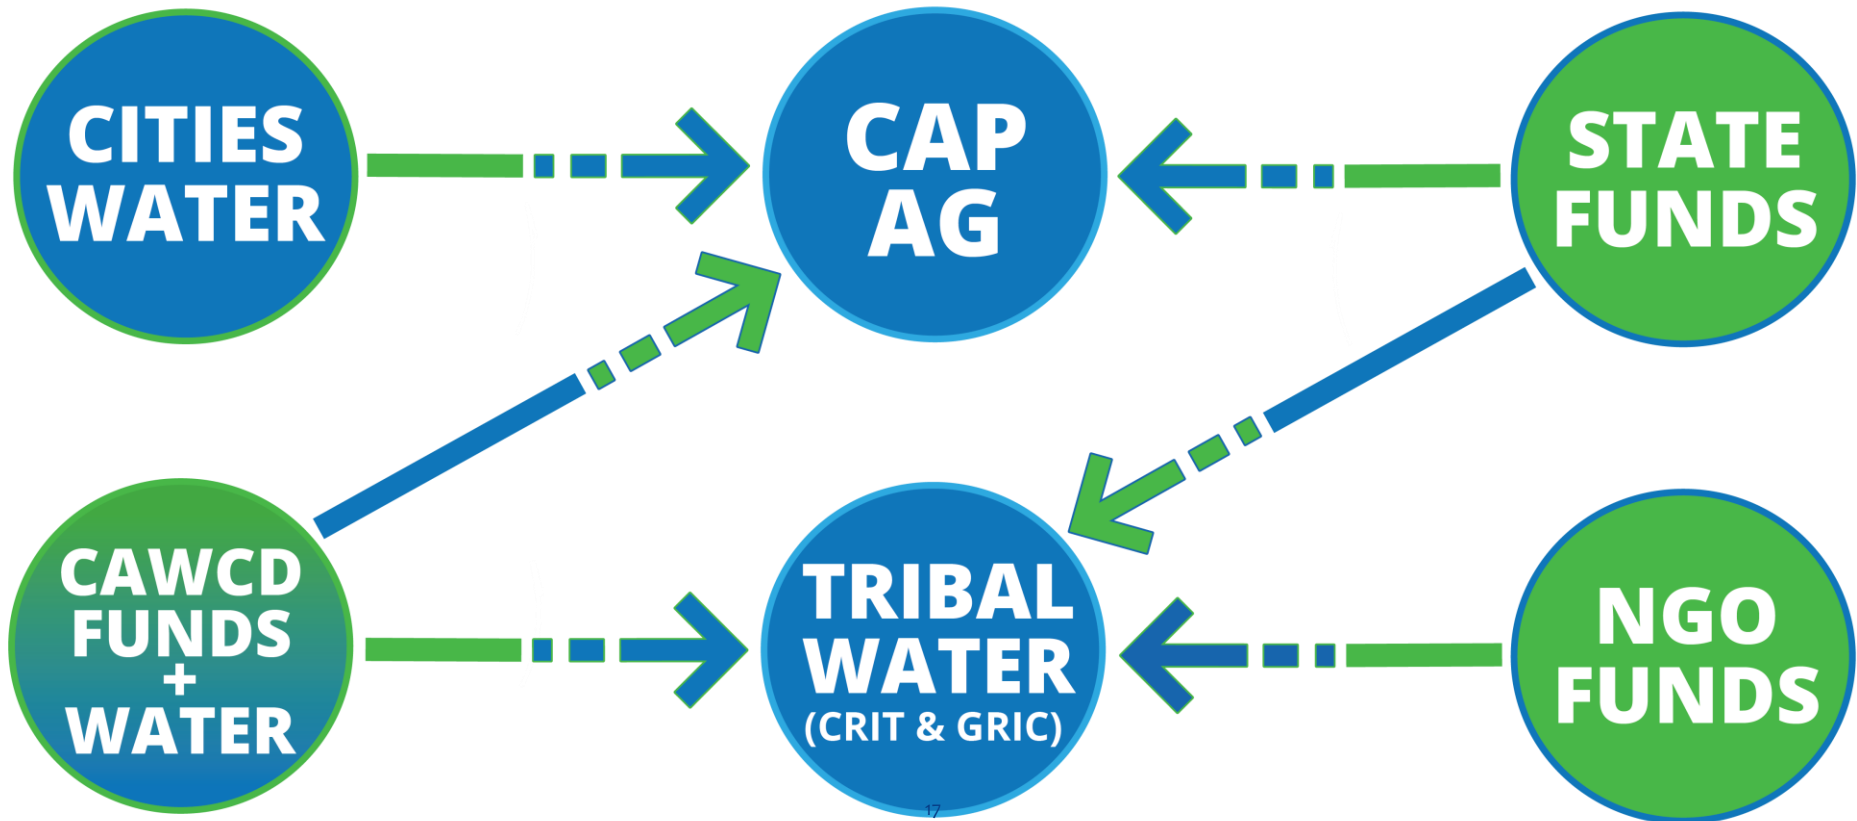 CITIES
WATER
CAP
AG
STATE
FUNDS
CAWCD
FUNDS
+
WATER
TRIBAL
WATER
(CRIT & GRIC)
NGO
FUNDS
17